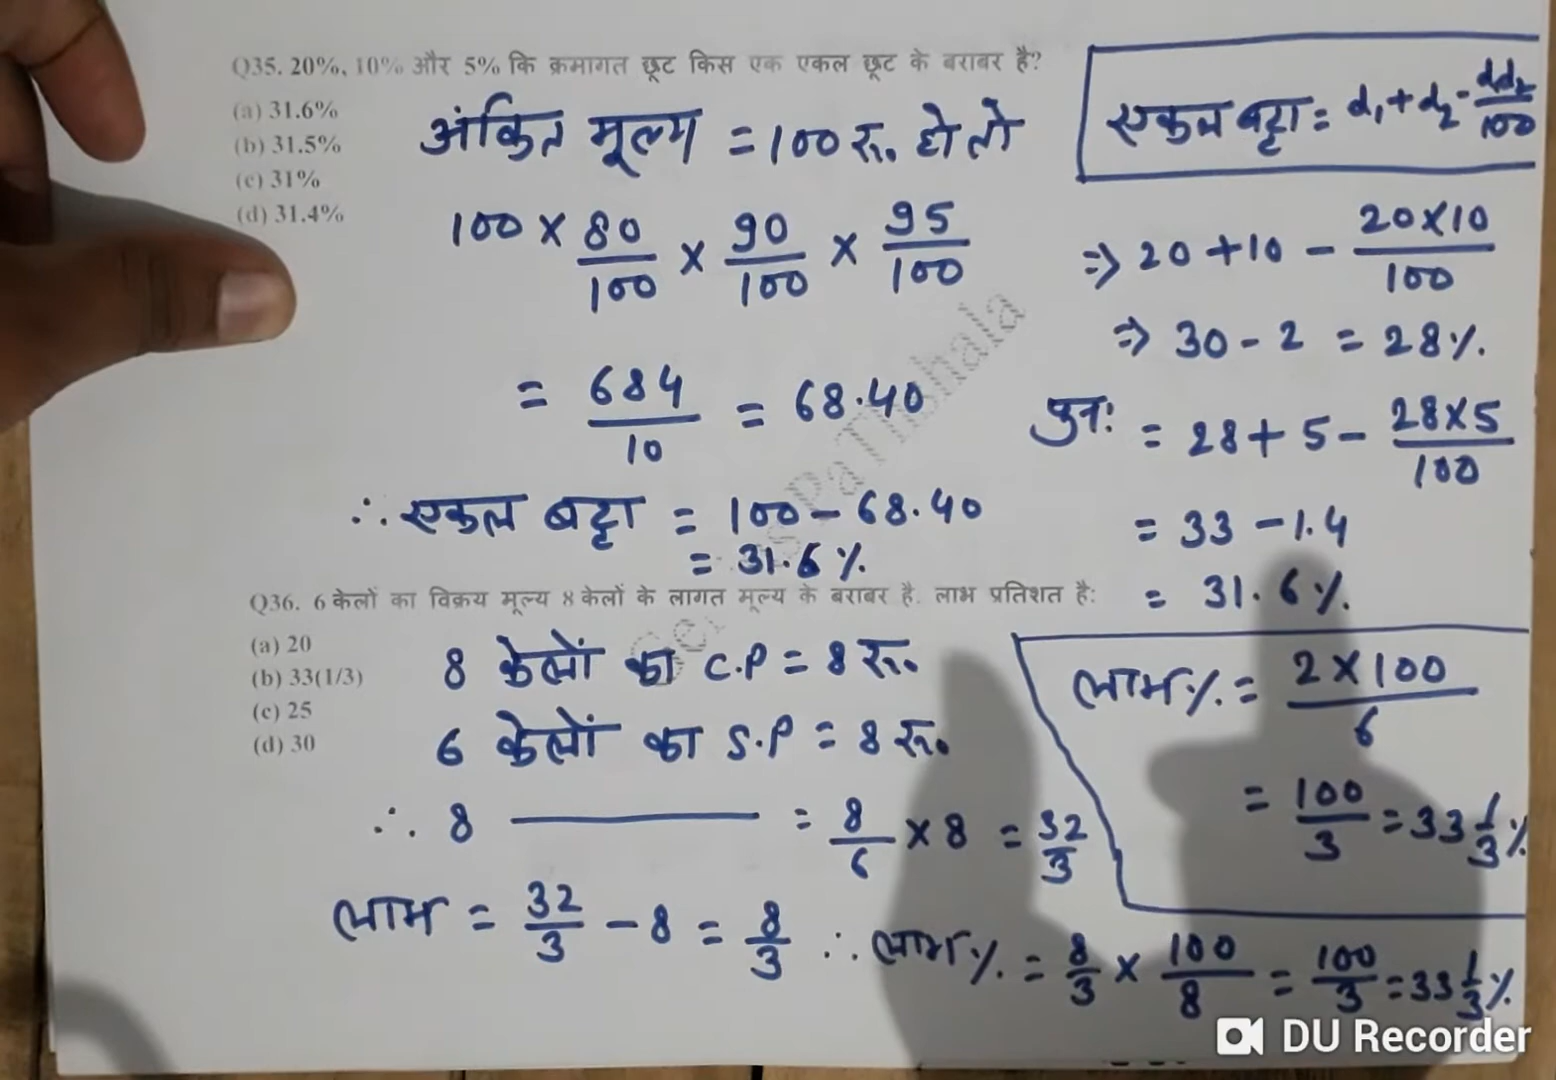 Q35. 20%, 10% और 5% कि क्रमागत छूट किस एक एकल छूट के बराबर है?
(a) 31.6%
(b) 31.5%
(c) 31%
(d) 31.4%
अंकित मूल्य = 100 रू. हो तो
100 × 80/100 × 90/100 × 95/100
= 684/10 = 68.40
∴ एकल बट्टा = 100 - 68.40
= 31.6%
एकल बट्टा = d₁ + d₂ - d₁d₂/100
⇒ 20 + 10 - 20×10/100
⇒ 30 - 2 = 28%.
पुनः = 28 + 5 - 28×5/100
= 33 - 1.4
= 31.6%.
Q36. 6 केलों का विक्रय मूल्य 8 केलों के लागत मूल्य के बराबर है. लाभ प्रतिशत है:
(a) 20
(b) 33(1/3)
(c) 25
(d) 30
8 केलों का C.P = 8 रू.
6 केलों का S.P = 8 रू.
∴ 8 ——— = 8/6 × 8 = 32/3
लाभ = 32/3 - 8 = 8/3 ∴ लाभ% = 8/3 × 100/8 = 100/3 = 33 1/3 %
लाभ% = 2×100/6
= 100/3 = 33 1/3 %
DU Recorder